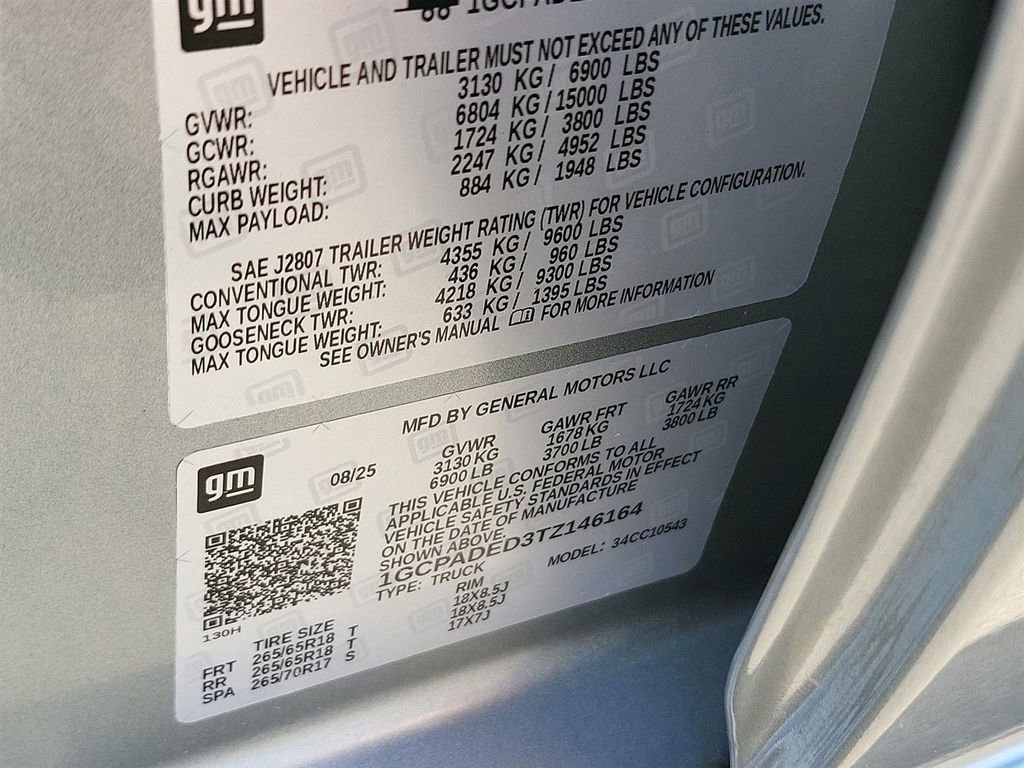 gm
1GCPADE
VEHICLE AND TRAILER MUST NOT EXCEED ANY OF THESE VALUES.
GVWR: 3130 KG/ 6900 LBS
GCWR: 6804 KG/15000 LBS
RGAWR: 1724 KG/ 3800 LBS
CURB WEIGHT: 2247 KG/ 4952 LBS
MAX PAYLOAD: 884 KG/ 1948 LBS
SAE J2807 TRAILER WEIGHT RATING (TWR) FOR VEHICLE CONFIGURATION.
CONVENTIONAL TWR: 4355 KG/ 9600 LBS
MAX TONGUE WEIGHT: 436 KG/ 960 LBS
GOOSENECK TWR: 4218 KG/ 9300 LBS
MAX TONGUE WEIGHT: 633 KG/ 1395 LBS
SEE OWNER'S MANUAL FOR MORE INFORMATION
MFD BY GENERAL MOTORS LLC
gm
08/25
GVWR GAWR FRT GAWR RR
3130 KG 1678 KG 1724 KG
6900 LB 3700 LB 3800 LB
THIS VEHICLE CONFORMS TO ALL
APPLICABLE U.S. FEDERAL MOTOR
VEHICLE SAFETY STANDARDS IN EFFECT
ON THE DATE OF MANUFACTURE
SHOWN ABOVE.
1GCPADED3TZ146164
TYPE: TRUCK MODEL: 34CC10543
130H
TIRE SIZE RIM
FRT 265/65R18 T 18X8.5J
RR 265/65R18 T 18X8.5J
SPA 265/70R17 S 17X7J